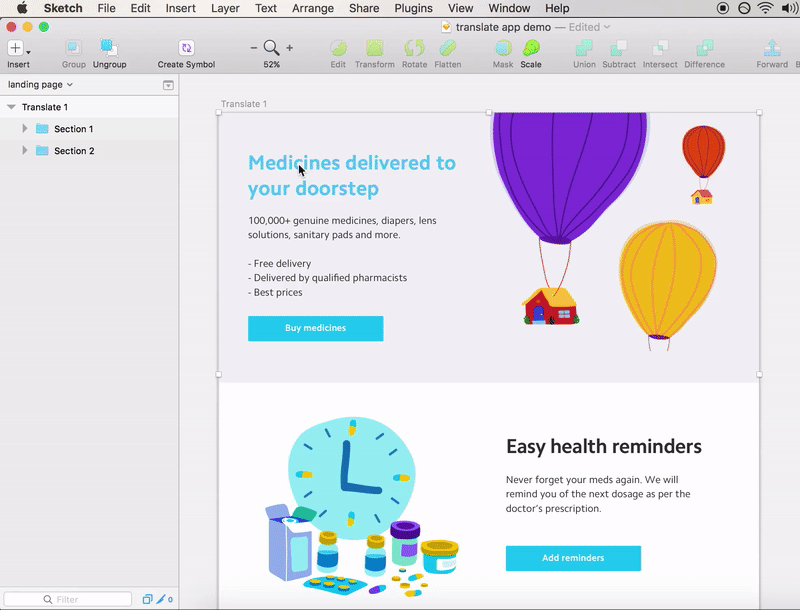 Sketch File Edit Insert Layer Text Arrange Share Plugins View Window Help
translate app demo — Edited
Insert Group Ungroup Create Symbol 52% Edit Transform Rotate Flatten Mask Scale Union Subtract Intersect Difference Forward
landing page
Translate 1
Section 1
Section 2
Filter
0
Translate 1
Medicines delivered to
your doorstep
100,000+ genuine medicines, diapers, lens
solutions, sanitary pads and more.
- Free delivery
- Delivered by qualified pharmacists
- Best prices
Buy medicines
Easy health reminders
Never forget your meds again. We will
remind you of the next dosage as per the
doctor's prescription.
Add reminders